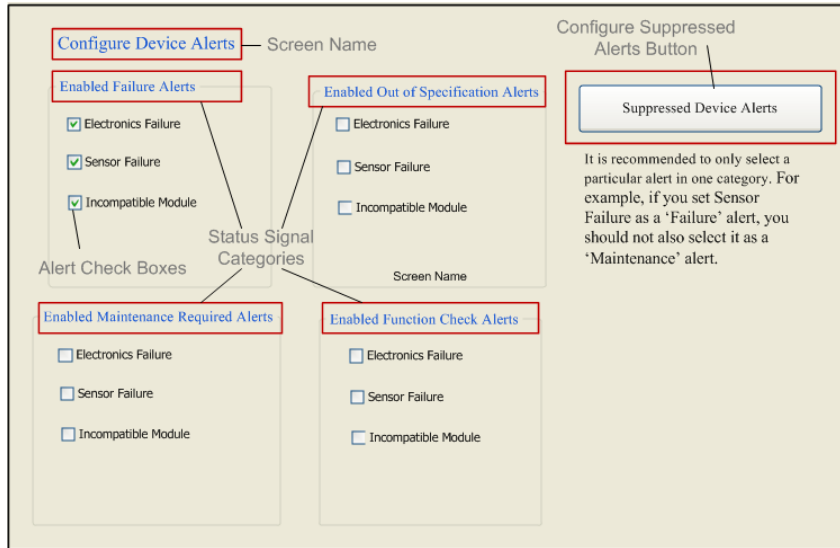 Configure Device Alerts
Screen Name
Configure Suppressed
Alerts Button
Enabled Failure Alerts
Electronics Failure
Sensor Failure
Incompatible Module
Alert Check Boxes
Status Signal
Categories
Enabled Out of Specification Alerts
Electronics Failure
Sensor Failure
Incompatible Module
Screen Name
Suppressed Device Alerts
It is recommended to only select a
particular alert in one category. For
example, if you set Sensor
Failure as a ‘Failure’ alert, you
should not also select it as a
‘Maintenance’ alert.
Enabled Maintenance Required Alerts
Electronics Failure
Sensor Failure
Incompatible Module
Enabled Function Check Alerts
Electronics Failure
Sensor Failure
Incompatible Module